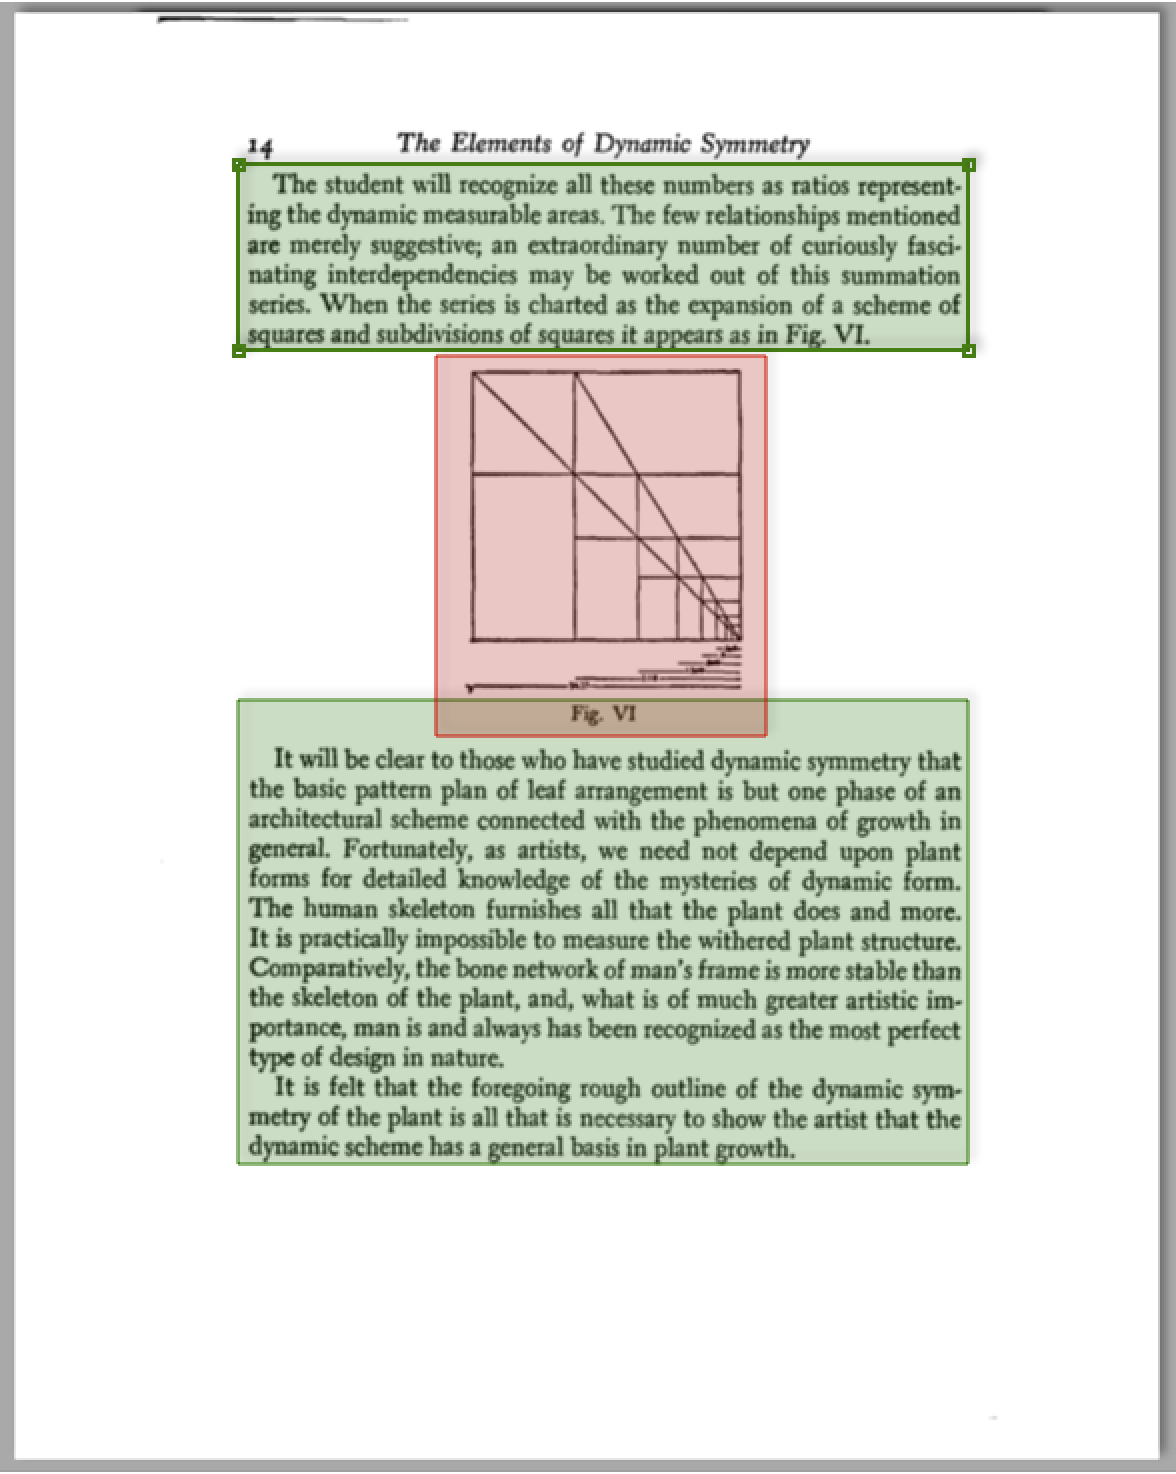 14 The Elements of Dynamic Symmetry
The student will recognize all these numbers as ratios represent-
ing the dynamic measurable areas. The few relationships mentioned
are merely suggestive; an extraordinary number of curiously fasci-
nating interdependencies may be worked out of this summation
series. When the series is charted as the expansion of a scheme of
squares and subdivisions of squares it appears as in Fig. VI.
Fig. VI
It will be clear to those who have studied dynamic symmetry that
the basic pattern plan of leaf arrangement is but one phase of an
architectural scheme connected with the phenomena of growth in
general. Fortunately, as artists, we need not depend upon plant
forms for detailed knowledge of the mysteries of dynamic form.
The human skeleton furnishes all that the plant does and more.
It is practically impossible to measure the withered plant structure.
Comparatively, the bone network of man's frame is more stable than
the skeleton of the plant, and, what is of much greater artistic im-
portance, man is and always has been recognized as the most perfect
type of design in nature.
It is felt that the foregoing rough outline of the dynamic sym-
metry of the plant is all that is necessary to show the artist that the
dynamic scheme has a general basis in plant growth.